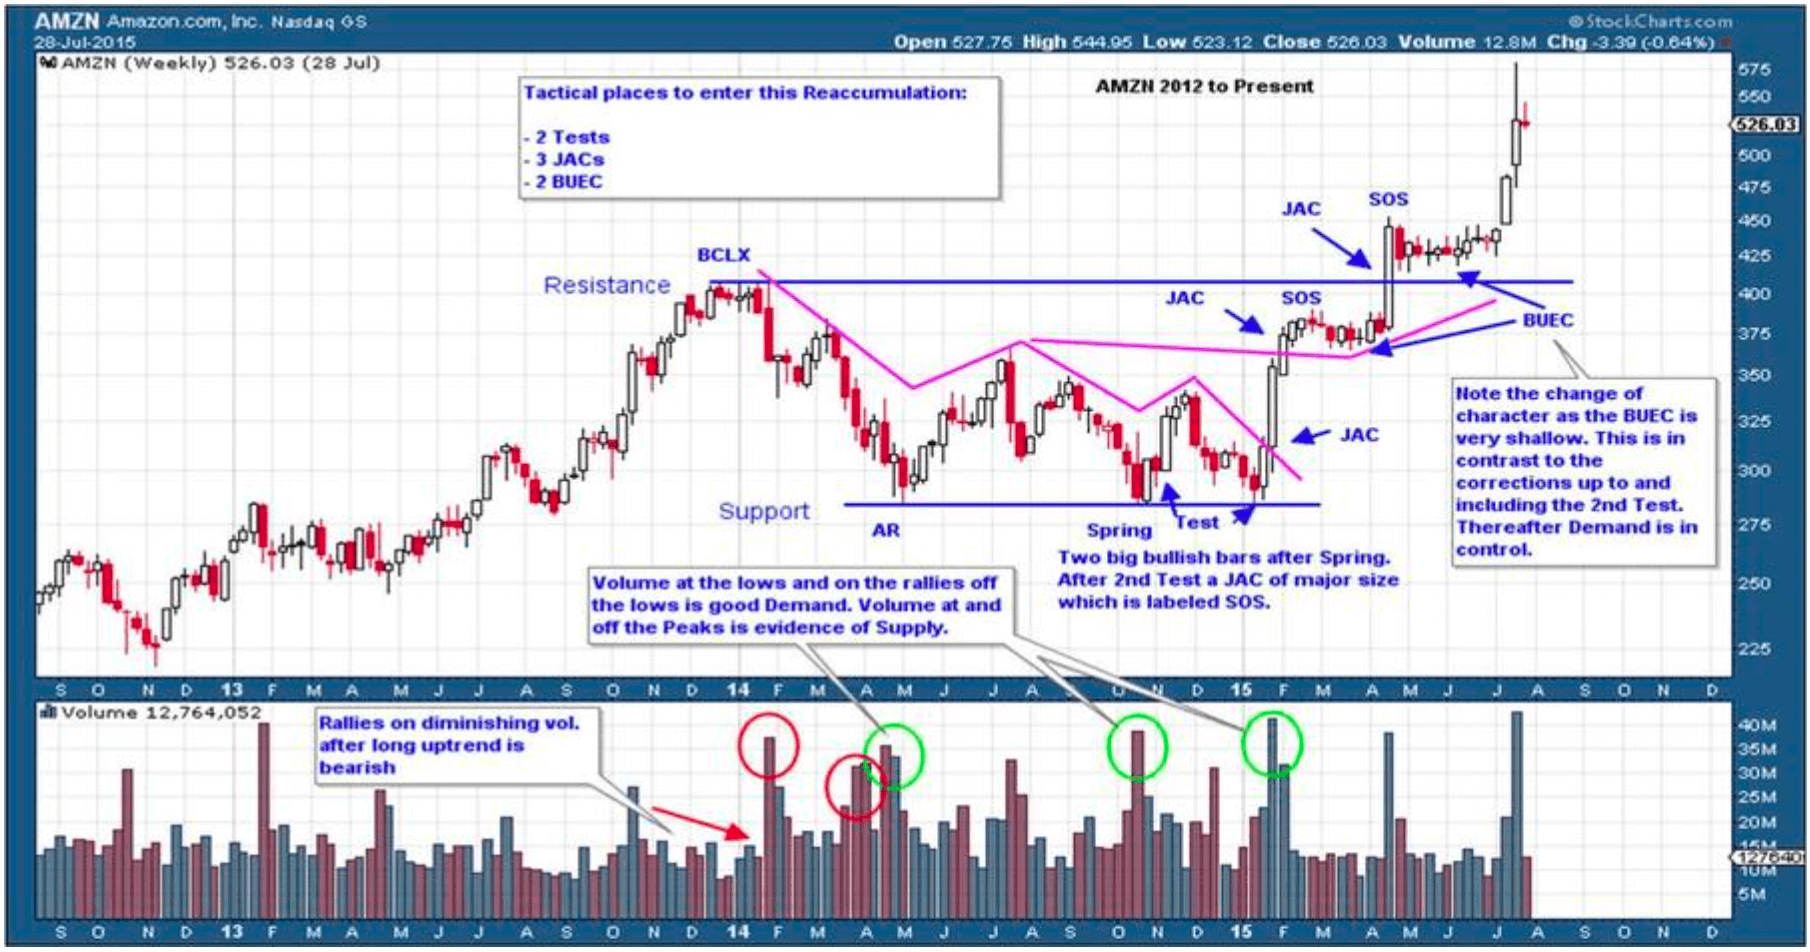 AMZN Amazon.com, Inc. Nasdaq GS
© StockCharts.com
28-Jul-2015
Open 527.75 High 544.95 Low 523.12 Close 526.03 Volume 12.8M Chg -3.39 (-0.64%)
AMZN (Weekly) 526.03 (28 Jul)
Tactical places to enter this Reaccumulation:
- 2 Tests
- 3 JACs
- 2 BUEC
AMZN 2012 to Present
575
550
526.03
500
475
450
425
400
375
350
325
300
275
250
225
JAC
SOS
BCLX
Resistance
JAC
SOS
BUEC
JAC
Note the change of
character as the BUEC is
very shallow. This is in
contrast to the
corrections up to and
including the 2nd Test.
Thereafter Demand is in
control.
Support
AR
Spring
Test
Two big bullish bars after Spring.
After 2nd Test a JAC of major size
which is labeled SOS.
Volume at the lows and on the rallies off
the lows is good Demand. Volume at and
off the Peaks is evidence of Supply.
S O N D 13 F M A M J J A S O N D 14 F M A M J J A S O N D 15 F M A M J J A S O N D
Volume 12,764,052
Rallies on diminishing vol.
after long uptrend is
bearish
40M
35M
30M
25M
20M
15M
127640
10M
5M
S O N D 13 F M A M J J A S O N D 14 F M A M J J A S O N D 15 F M A M J J A S O N D